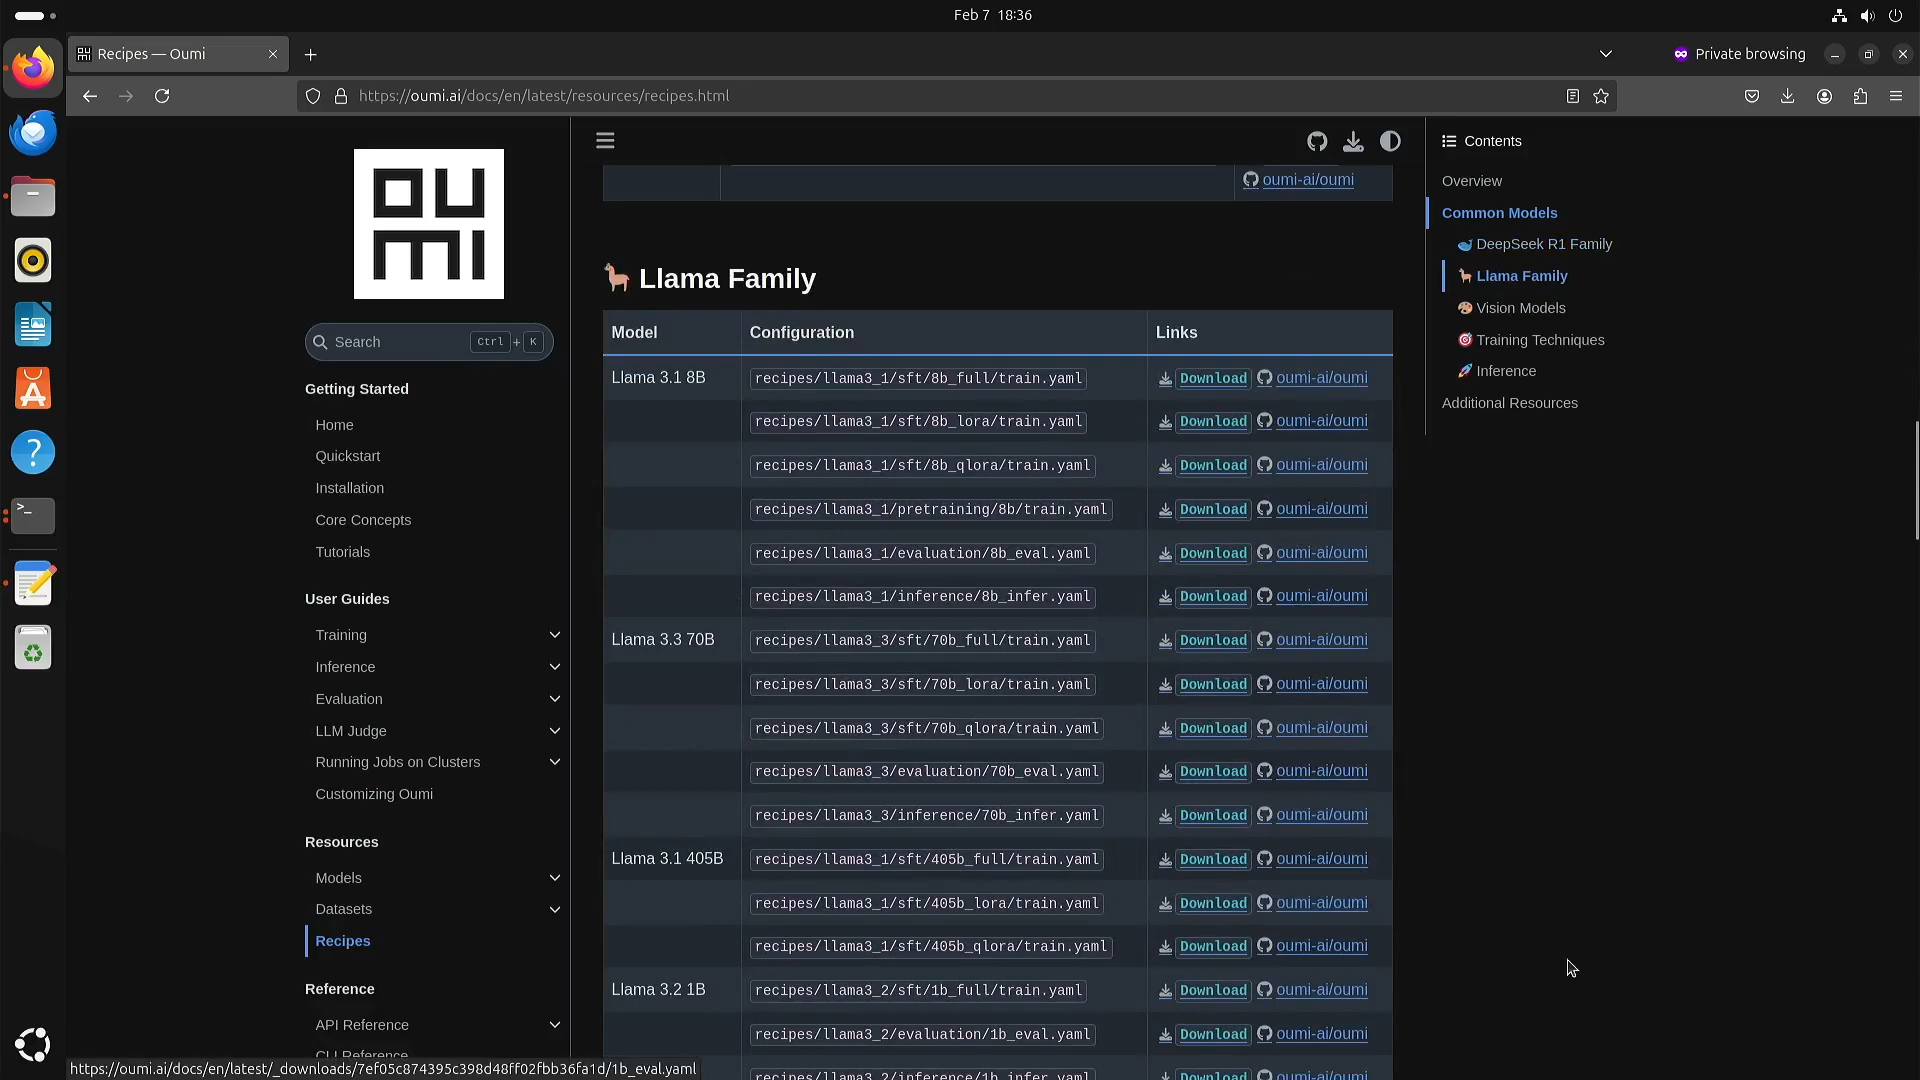 Feb 7 18:36
Recipes — Oumi
Private browsing
https://oumi.ai/docs/en/latest/resources/recipes.html
OUMI
Search Ctrl + K
Getting Started
Home
Quickstart
Installation
Core Concepts
Tutorials
User Guides
Training
Inference
Evaluation
LLM Judge
Running Jobs on Clusters
Customizing Oumi
Resources
Models
Datasets
Recipes
Reference
API Reference
CLI Reference
oumi-ai/oumi
Llama Family
Model Configuration Links
Llama 3.1 8B recipes/llama3_1/sft/8b_full/train.yaml Download oumi-ai/oumi
recipes/llama3_1/sft/8b_lora/train.yaml Download oumi-ai/oumi
recipes/llama3_1/sft/8b_qlora/train.yaml Download oumi-ai/oumi
recipes/llama3_1/pretraining/8b/train.yaml Download oumi-ai/oumi
recipes/llama3_1/evaluation/8b_eval.yaml Download oumi-ai/oumi
recipes/llama3_1/inference/8b_infer.yaml Download oumi-ai/oumi
Llama 3.3 70B recipes/llama3_3/sft/70b_full/train.yaml Download oumi-ai/oumi
recipes/llama3_3/sft/70b_lora/train.yaml Download oumi-ai/oumi
recipes/llama3_3/sft/70b_qlora/train.yaml Download oumi-ai/oumi
recipes/llama3_3/evaluation/70b_eval.yaml Download oumi-ai/oumi
recipes/llama3_3/inference/70b_infer.yaml Download oumi-ai/oumi
Llama 3.1 405B recipes/llama3_1/sft/405b_full/train.yaml Download oumi-ai/oumi
recipes/llama3_1/sft/405b_lora/train.yaml Download oumi-ai/oumi
recipes/llama3_1/sft/405b_qlora/train.yaml Download oumi-ai/oumi
Llama 3.2 1B recipes/llama3_2/sft/1b_full/train.yaml Download oumi-ai/oumi
recipes/llama3_2/evaluation/1b_eval.yaml Download oumi-ai/oumi
recipes/llama3_2/inference/1b_infer.yaml Download oumi-ai/oumi
Contents
Overview
Common Models
DeepSeek R1 Family
Llama Family
Vision Models
Training Techniques
Inference
Additional Resources
https://oumi.ai/docs/en/latest/_downloads/7ef05c874395c398d48ff02fbb36fa1d/1b_eval.yaml